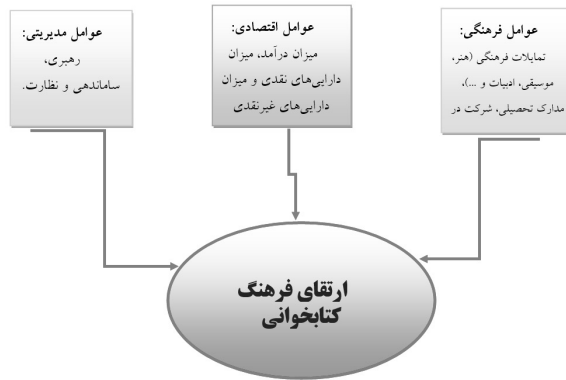 عوامل فرهنگی:
تمایلات فرهنگی (هنر،
موسیقی، ادبیات و ...)،
مدارک تحصیلی، شرکت در
عوامل اقتصادی:
میزان درآمد، میزان
دارایی‌های نقدی و میزان
دارایی‌های غیرنقدی
عوامل مدیریتی:
رهبری،
ساماندهی و نظارت.
ارتقای فرهنگ
کتابخوانی